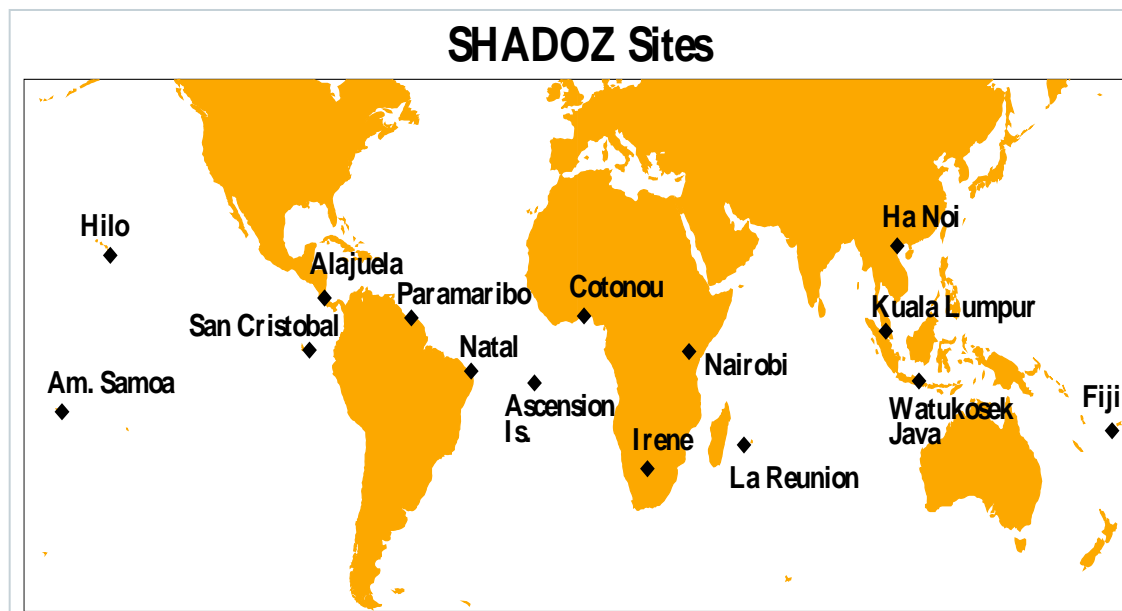 SHADOZ Sites
Hilo
Ha Noi
Alajuela
Paramaribo
Cotonou
Kuala Lumpur
San Cristobal
Natal
Nairobi
Am. Samoa
Ascension
Is.
Watukosek
Java
Fiji
Irene
La Reunion